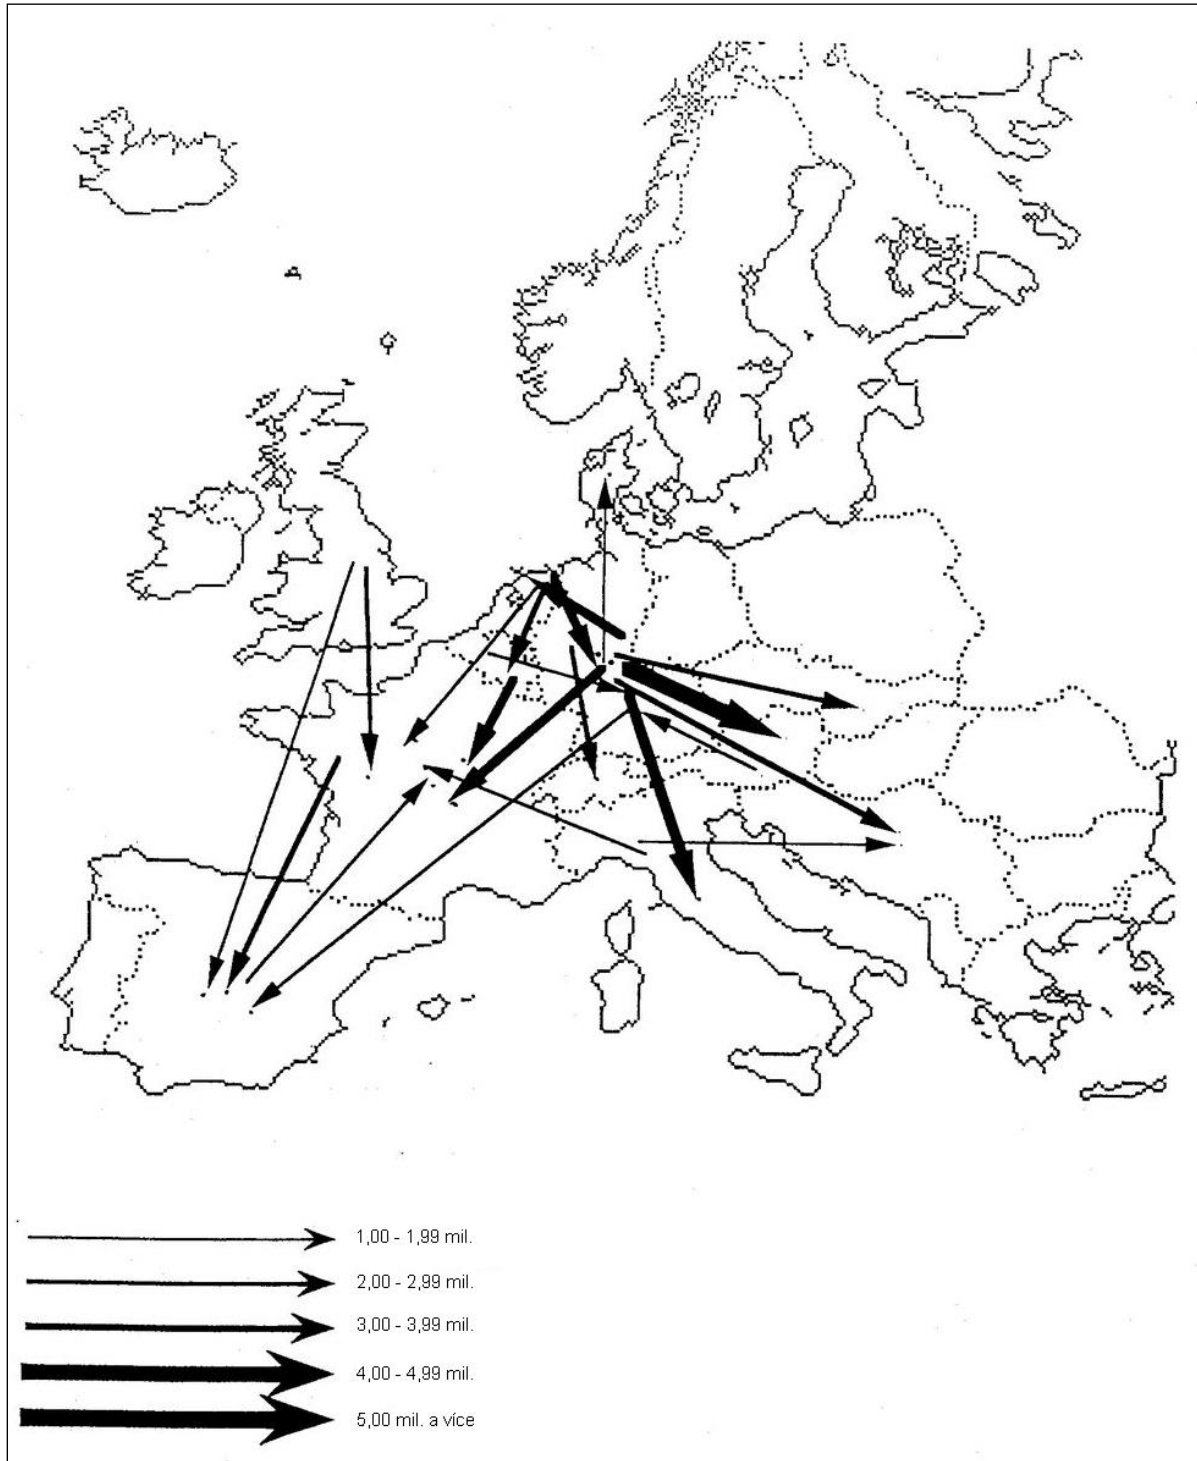 1,00 - 1,99 mil.
2,00 - 2,99 mil.
3,00 - 3,99 mil.
4,00 - 4,99 mil.
5,00 mil. a více